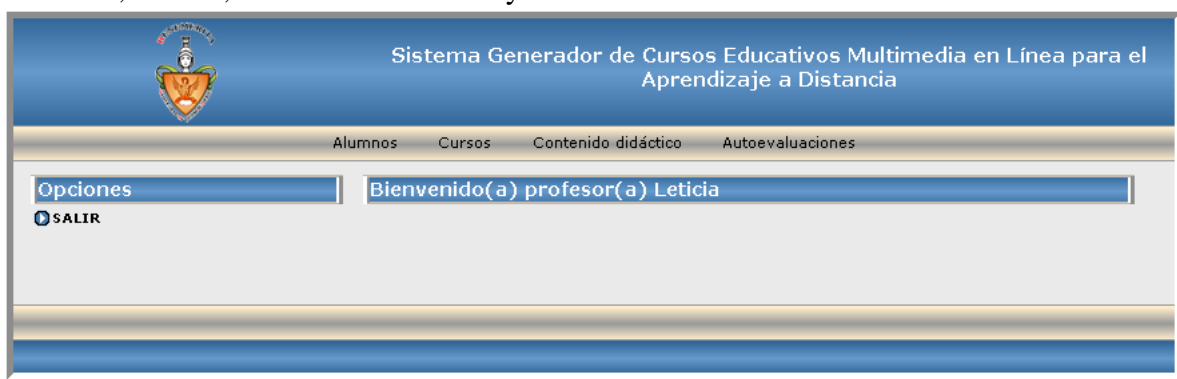 Sistema Generador de Cursos Educativos Multimedia en Línea para el
Aprendizaje a Distancia
Alumnos Cursos Contenido didáctico Autoevaluaciones
Opciones
Bienvenido(a) profesor(a) Leticia
SALIR